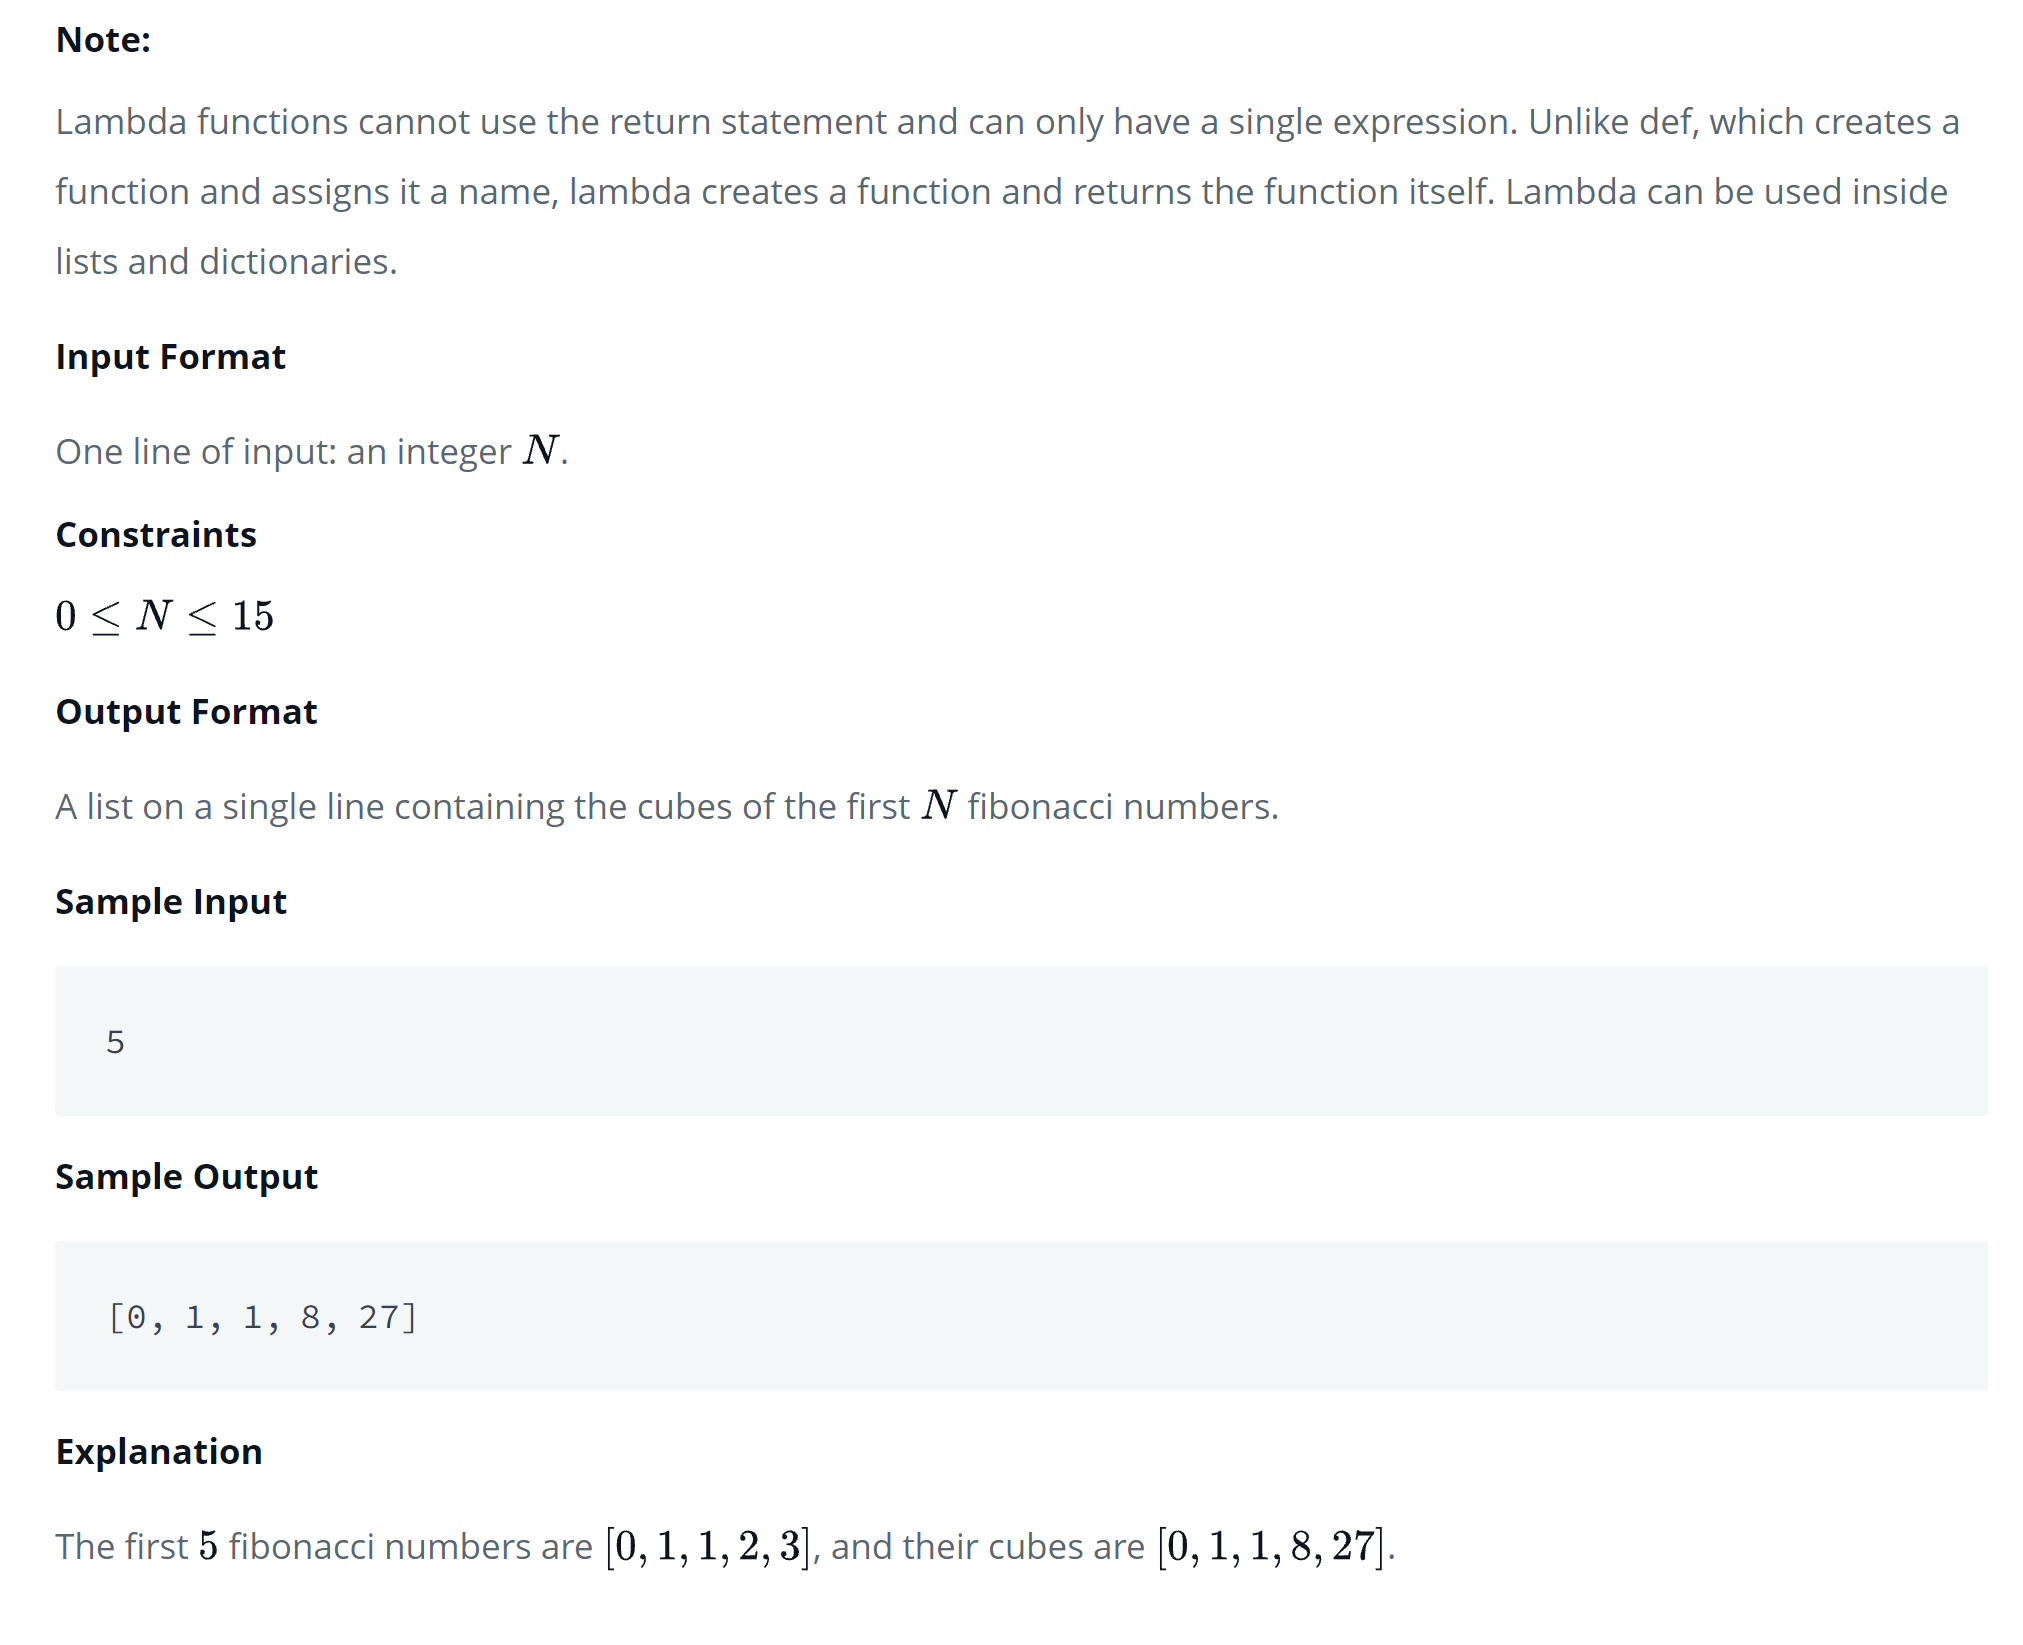 Note:
Lambda functions cannot use the return statement and can only have a single expression. Unlike def, which creates a
function and assigns it a name, lambda creates a function and returns the function itself. Lambda can be used inside
lists and dictionaries.
Input Format
One line of input: an integer N.
Constraints
0 ≤ N ≤ 15
Output Format
A list on a single line containing the cubes of the first N fibonacci numbers.
Sample Input
5
Sample Output
[0, 1, 1, 8, 27]
Explanation
The first 5 fibonacci numbers are [0, 1, 1, 2, 3], and their cubes are [0, 1, 1, 8, 27].